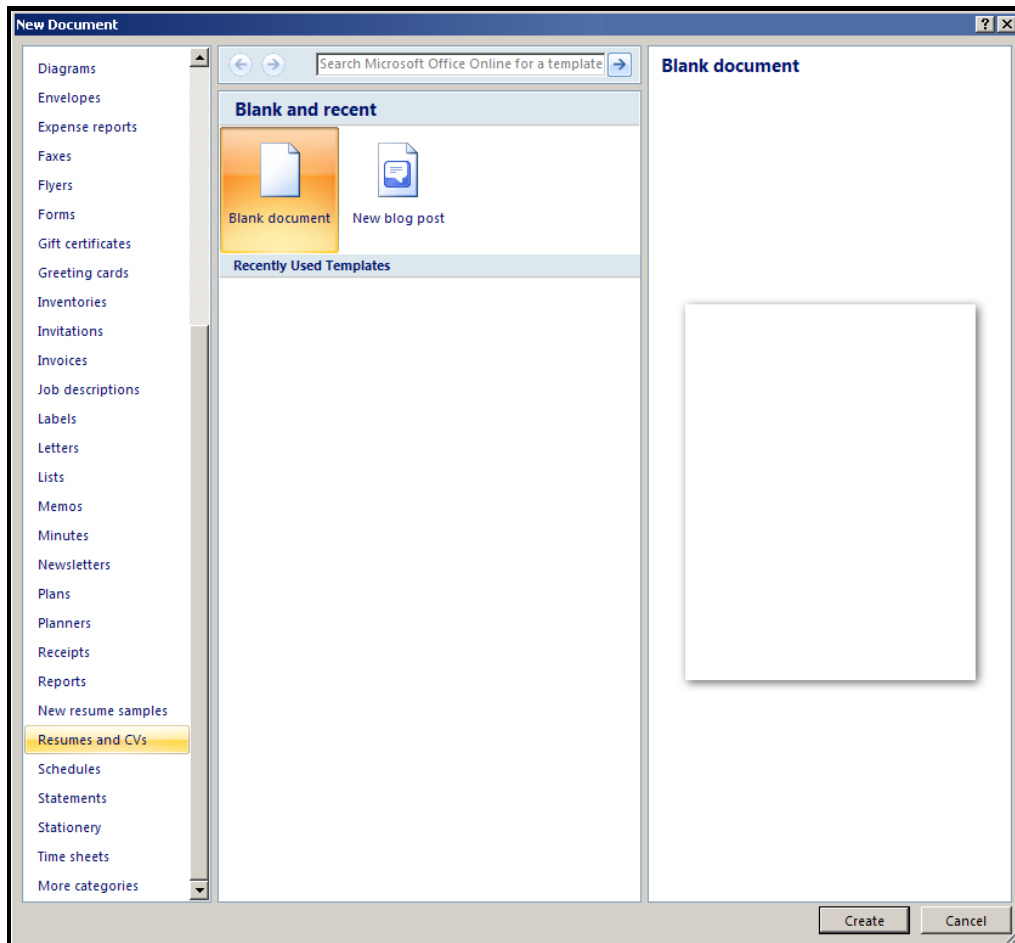 New Document
Diagrams
Envelopes
Expense reports
Faxes
Flyers
Forms
Gift certificates
Greeting cards
Inventories
Invitations
Invoices
Job descriptions
Labels
Letters
Lists
Memos
Minutes
Newsletters
Plans
Planners
Receipts
Reports
New resume samples
Resumes and CVs
Schedules
Statements
Stationery
Time sheets
More categories
Search Microsoft Office Online for a template
Blank and recent
Blank document
New blog post
Recently Used Templates
Blank document
Create
Cancel